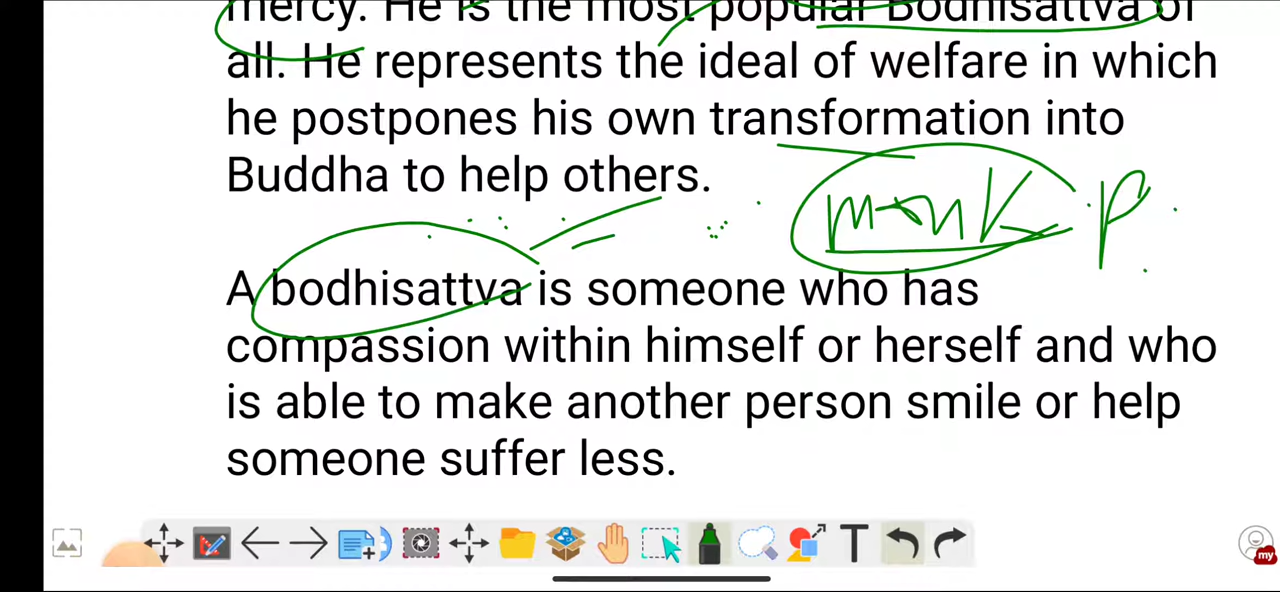 mercy. He is the most popular Bodhisattva of
all. He represents the ideal of welfare in which
he postpones his own transformation into
Buddha to help others.
monk P
A bodhisattva is someone who has
compassion within himself or herself and who
is able to make another person smile or help
someone suffer less.
T
my